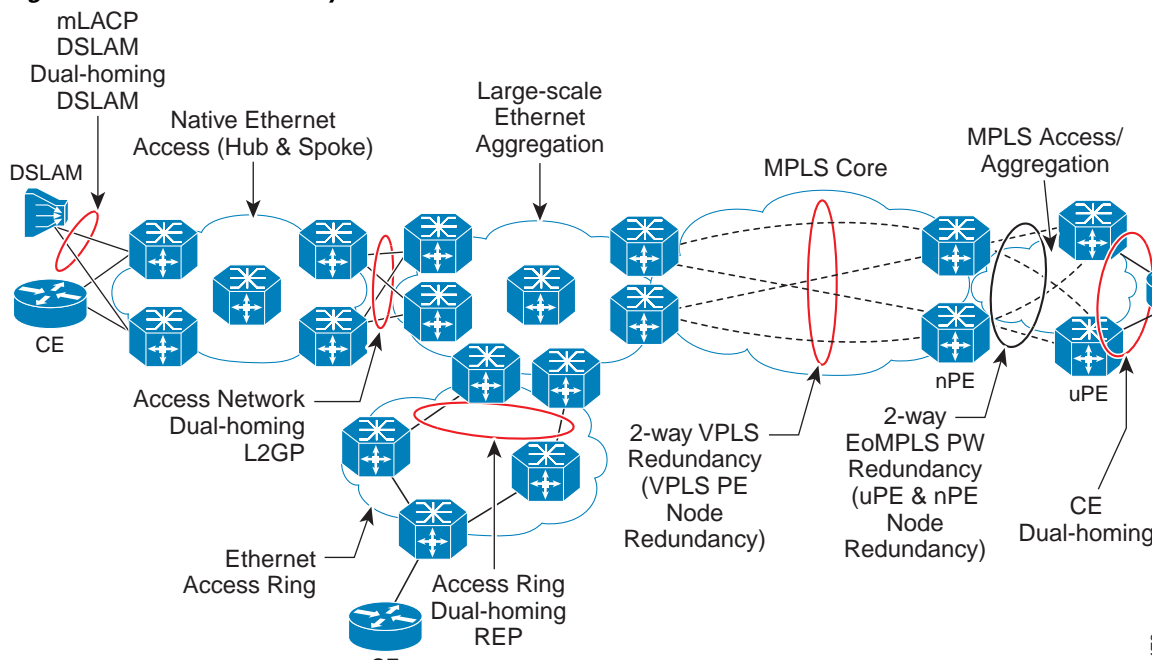 mLACP
DSLAM
Dual-homing
DSLAM
Native Ethernet
Access (Hub & Spoke)
Large-scale
Ethernet
Aggregation
MPLS Core
MPLS Access/
Aggregation
DSLAM
CE
nPE
uPE
Access Network
Dual-homing
L2GP
2-way VPLS
Redundancy
(VPLS PE
Node
Redundancy)
2-way
EoMPLS PW
Redundancy
(uPE & nPE
Node
Redundancy)
CE
Dual-homing
Ethernet
Access Ring
Access Ring
Dual-homing
REP